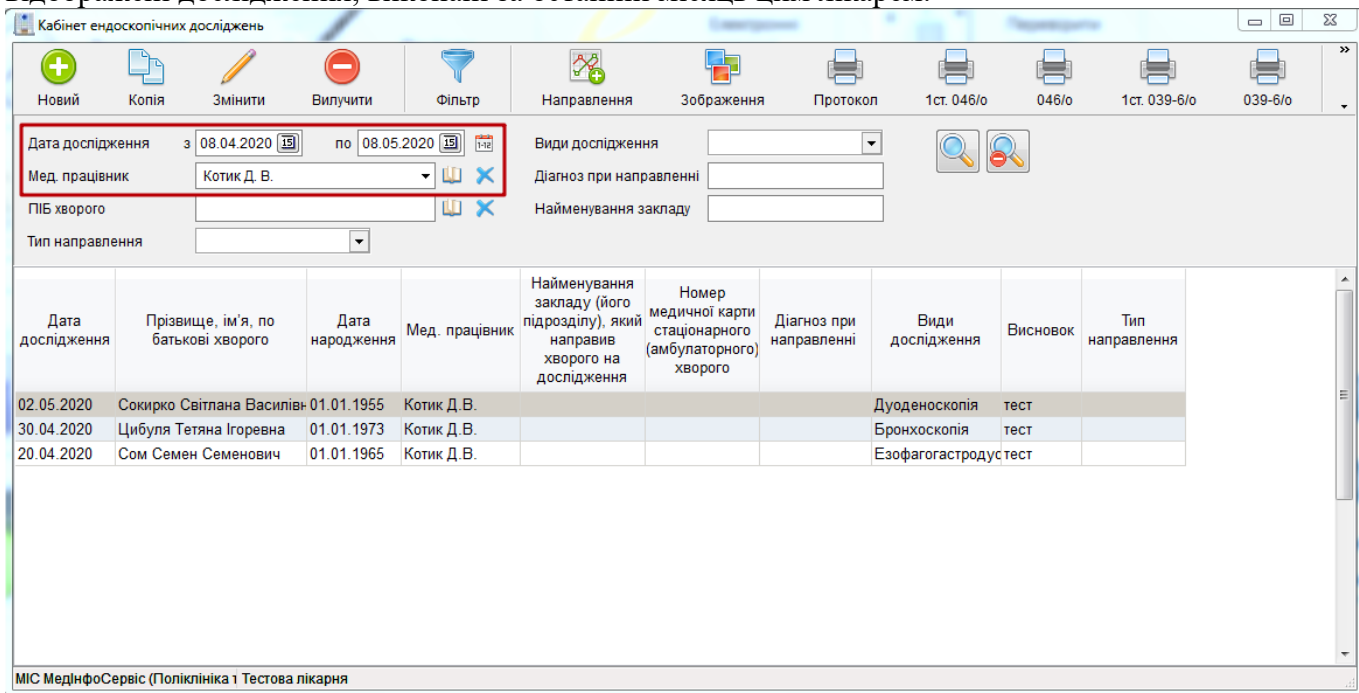 Кабінет ендоскопічних досліджень
Новий Копія Змінити Вилучити Фільтр Направлення Зображення Протокол 1ст. 046/о 046/о 1ст. 039-6/о 039-6/о
Дата дослідження з 08.04.2020 15 по 08.05.2020 15 1-12 Види дослідження
Мед. працівник Котик Д. В. Діагноз при направленні
ПІБ хворого Найменування закладу
Тип направлення
Дата дослідження
Прізвище, ім'я, по батькові хворого
Дата народження
Мед. працівник
Найменування закладу (його підрозділу), який направив хворого на дослідження
Номер медичної карти стаціонарного (амбулаторного) хворого
Діагноз при направленні
Види дослідження
Висновок
Тип направлення
02.05.2020 Сокирко Світлана Василівн 01.01.1955 Котик Д.В. Дуоденоскопія тест
30.04.2020 Цибуля Тетяна Ігоревна 01.01.1973 Котик Д.В. Бронхоскопія тест
20.04.2020 Сом Семен Семенович 01.01.1965 Котик Д.В. Езофагогастродуо тест
МІС МедІнфоСервіс (Поліклініка Тестова лікарня